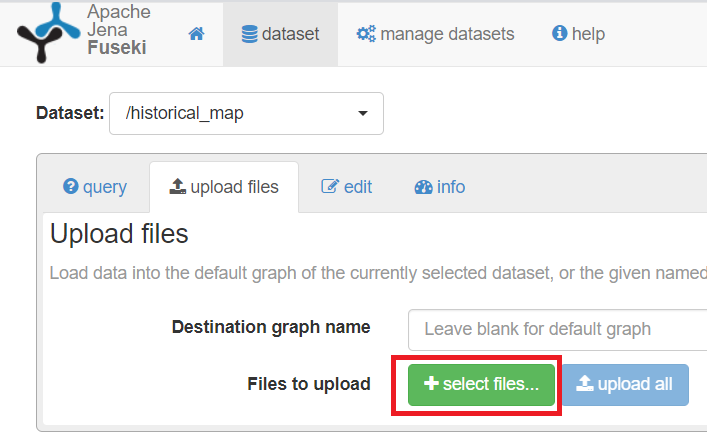 Apache
Jena
Fuseki
dataset
manage datasets
help
Dataset: /historical_map
query
upload files
edit
info
Upload files
Load data into the default graph of the currently selected dataset, or the given named
Destination graph name
Leave blank for default graph
Files to upload
select files...
upload all